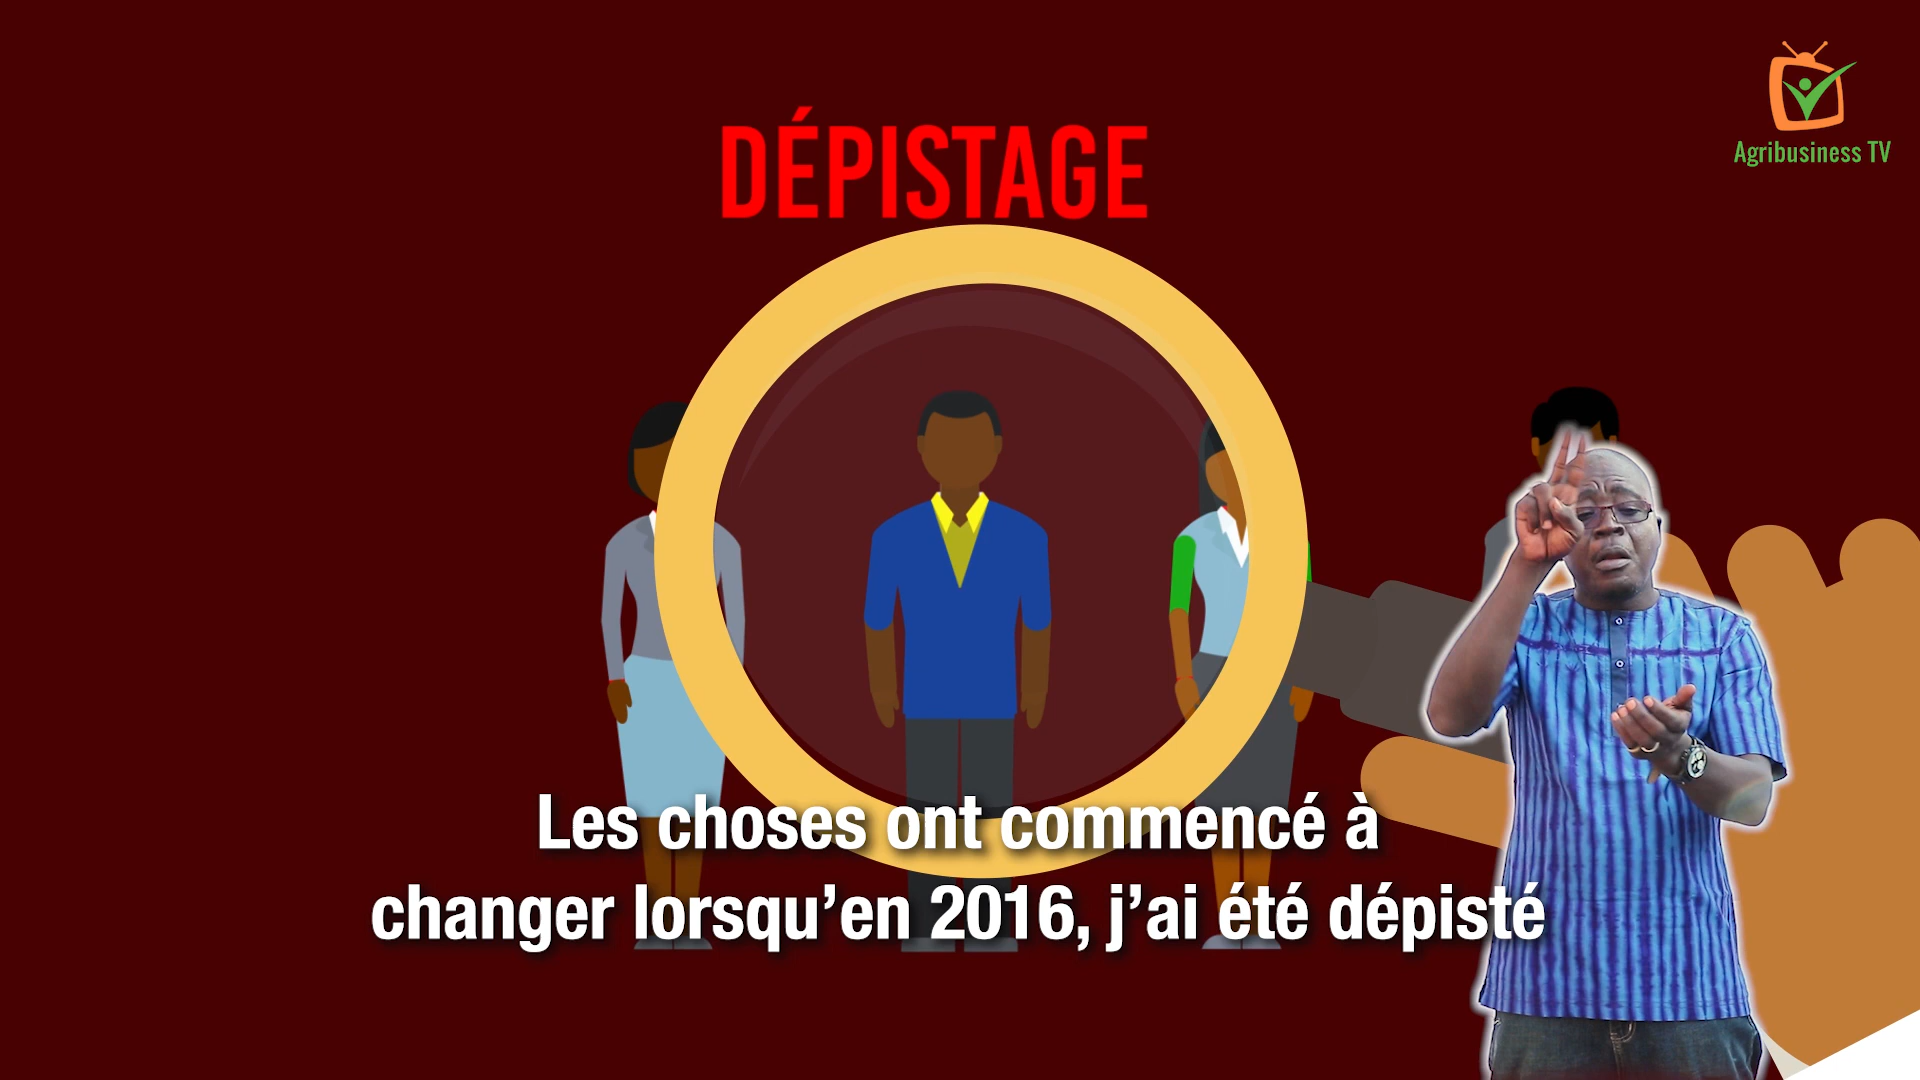 Agribusiness TV
DÉPISTAGE
Les choses ont commencé à
changer lorsqu’en 2016, j’ai été dépisté